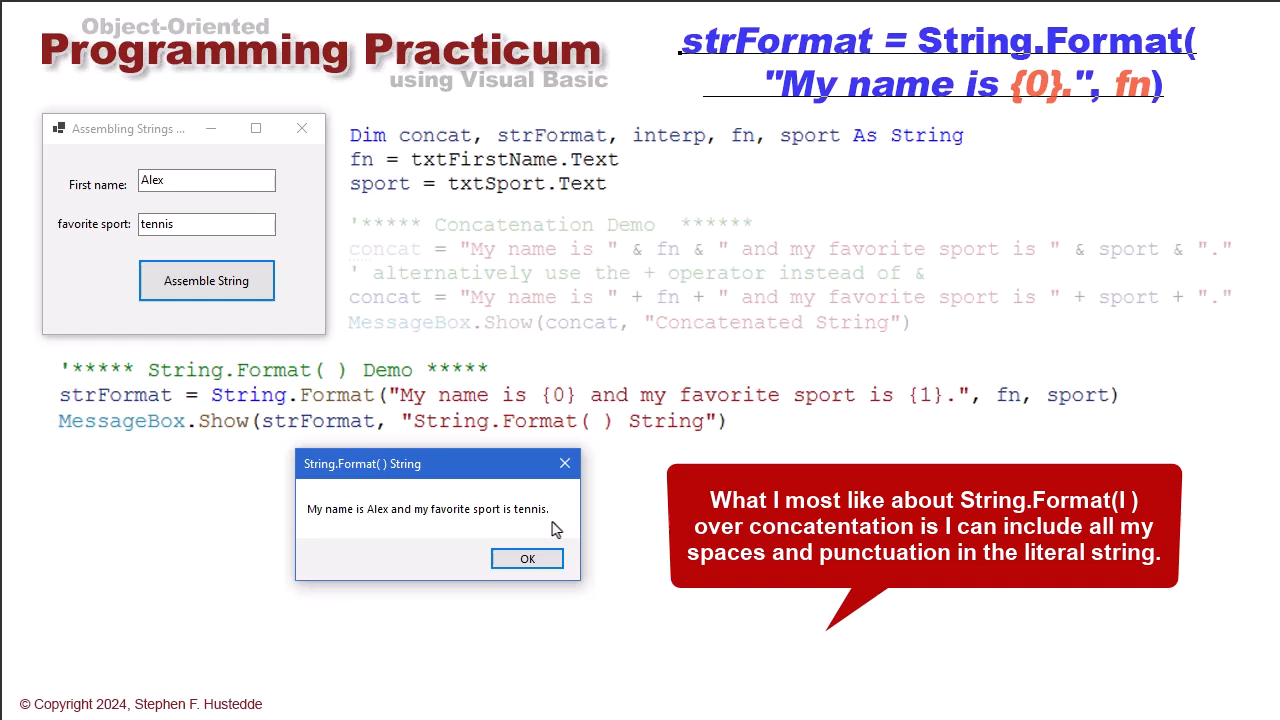 Object-Oriented
Programming Practicum
using Visual Basic
strFormat = String.Format(
"My name is {0}.", fn)
Assembling Strings ...
First name: Alex
favorite sport: tennis
Assemble String
Dim concat, strFormat, interp, fn, sport As String
fn = txtFirstName.Text
sport = txtSport.Text
'***** Concatenation Demo ******
concat = "My name is " & fn & " and my favorite sport is " & sport & "."
' alternatively use the + operator instead of &
concat = "My name is " + fn + " and my favorite sport is " + sport + "."
MessageBox.Show(concat, "Concatenated String")
'***** String.Format( ) Demo *****
strFormat = String.Format("My name is {0} and my favorite sport is {1}.", fn, sport)
MessageBox.Show(strFormat, "String.Format( ) String")
String.Format( ) String
My name is Alex and my favorite sport is tennis.
OK
What I most like about String.Format(I )
over concatentation is I can include all my
spaces and punctuation in the literal string.
© Copyright 2024, Stephen F. Hustedde